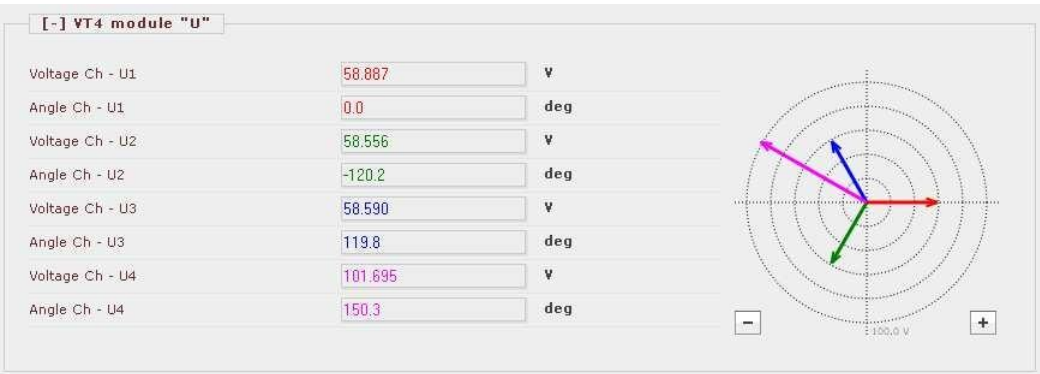 [-] VT4 module "U"
Voltage Ch - U1 58.887 V
Angle Ch - U1 0.0 deg
Voltage Ch - U2 58.556 V
Angle Ch - U2 -120.2 deg
Voltage Ch - U3 58.590 V
Angle Ch - U3 119.8 deg
Voltage Ch - U4 101.695 V
Angle Ch - U4 150.3 deg
- +
100.0 V